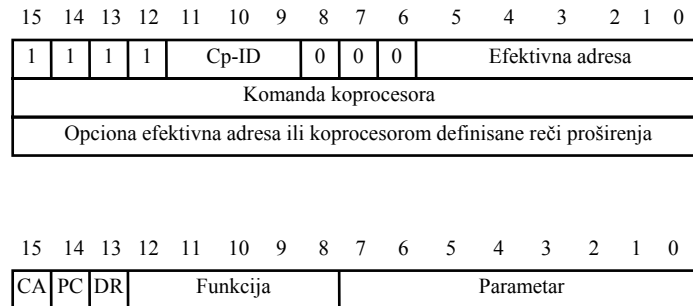 15 14 13 12 11 10 9 8 7 6 5 4 3 2 1 0
1 1 1 1 Cp-ID 0 0 0 Efektivna adresa
Komanda koprocesora
Opciona efektivna adresa ili koprocesorom definisane reči proširenja
15 14 13 12 11 10 9 8 7 6 5 4 3 2 1 0
CA PC DR Funkcija Parametar